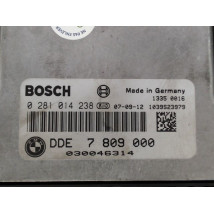 BOSCH
Made in Germany
1335 0016
0 281 014 238
07-09-12
1039S23979
DDE 7 809 000
030046314